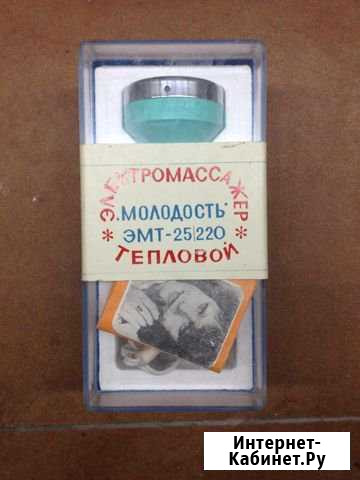 ЭЛЕКТРОМАССАЖЕР
„МОЛОДОСТЬ"
ЭМТ-25|220
* ТЕПЛОВОЙ *
Интернет-
Кабинет.Ру